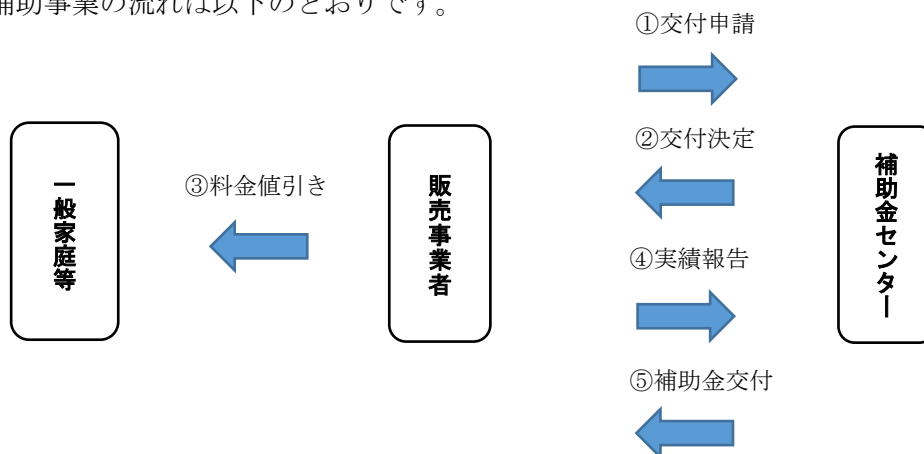 補助事業の流れは以下のとおりです。
①交付申請
②交付決定
③料金値引き
④実績報告
⑤補助金交付
一般家庭等
販売事業者
補助金センター